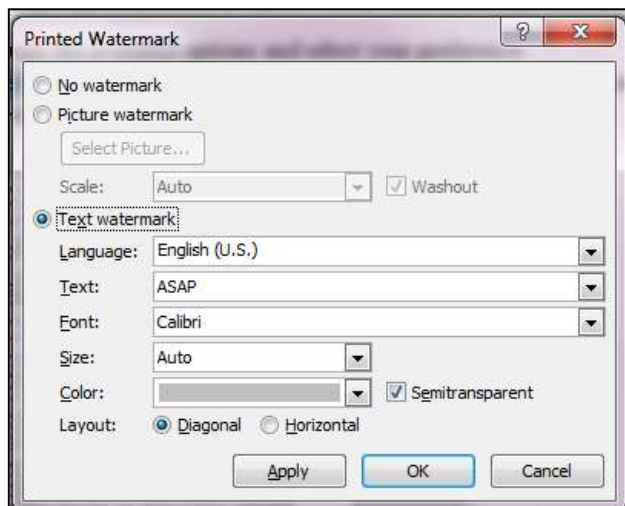 Printed Watermark
No watermark
Picture watermark
Select Picture...
Scale: Auto Washout
Text watermark
Language: English (U.S.)
Text: ASAP
Font: Calibri
Size: Auto
Color: Semitransparent
Layout: Diagonal Horizontal
Apply OK Cancel